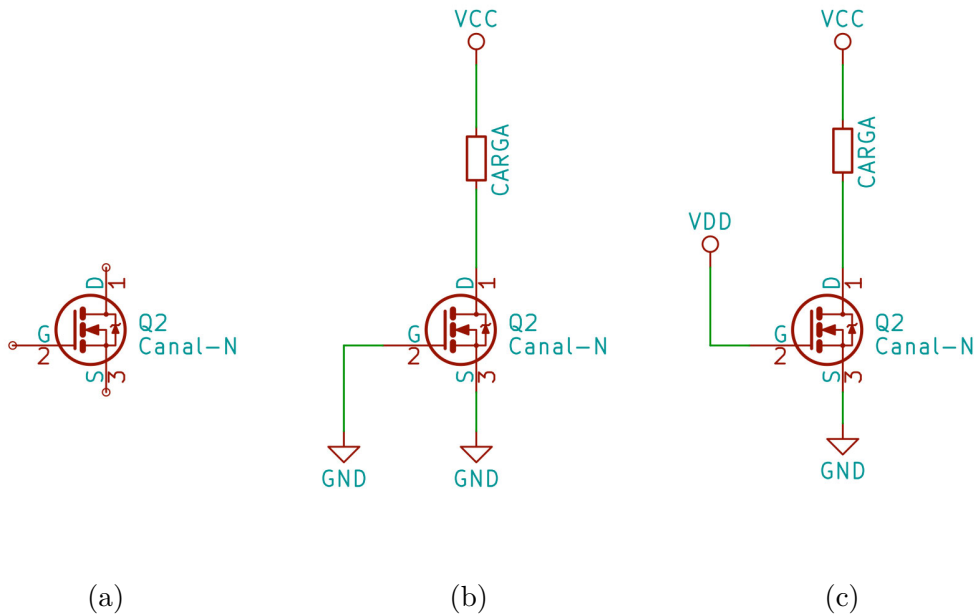 D
1
G
2
S
3
Q2
Canal-N
(a)
VCC
CARGA
D
1
G
2
S
3
Q2
Canal-N
GND
GND
(b)
VCC
CARGA
VDD
D
1
G
2
S
3
Q2
Canal-N
GND
(c)